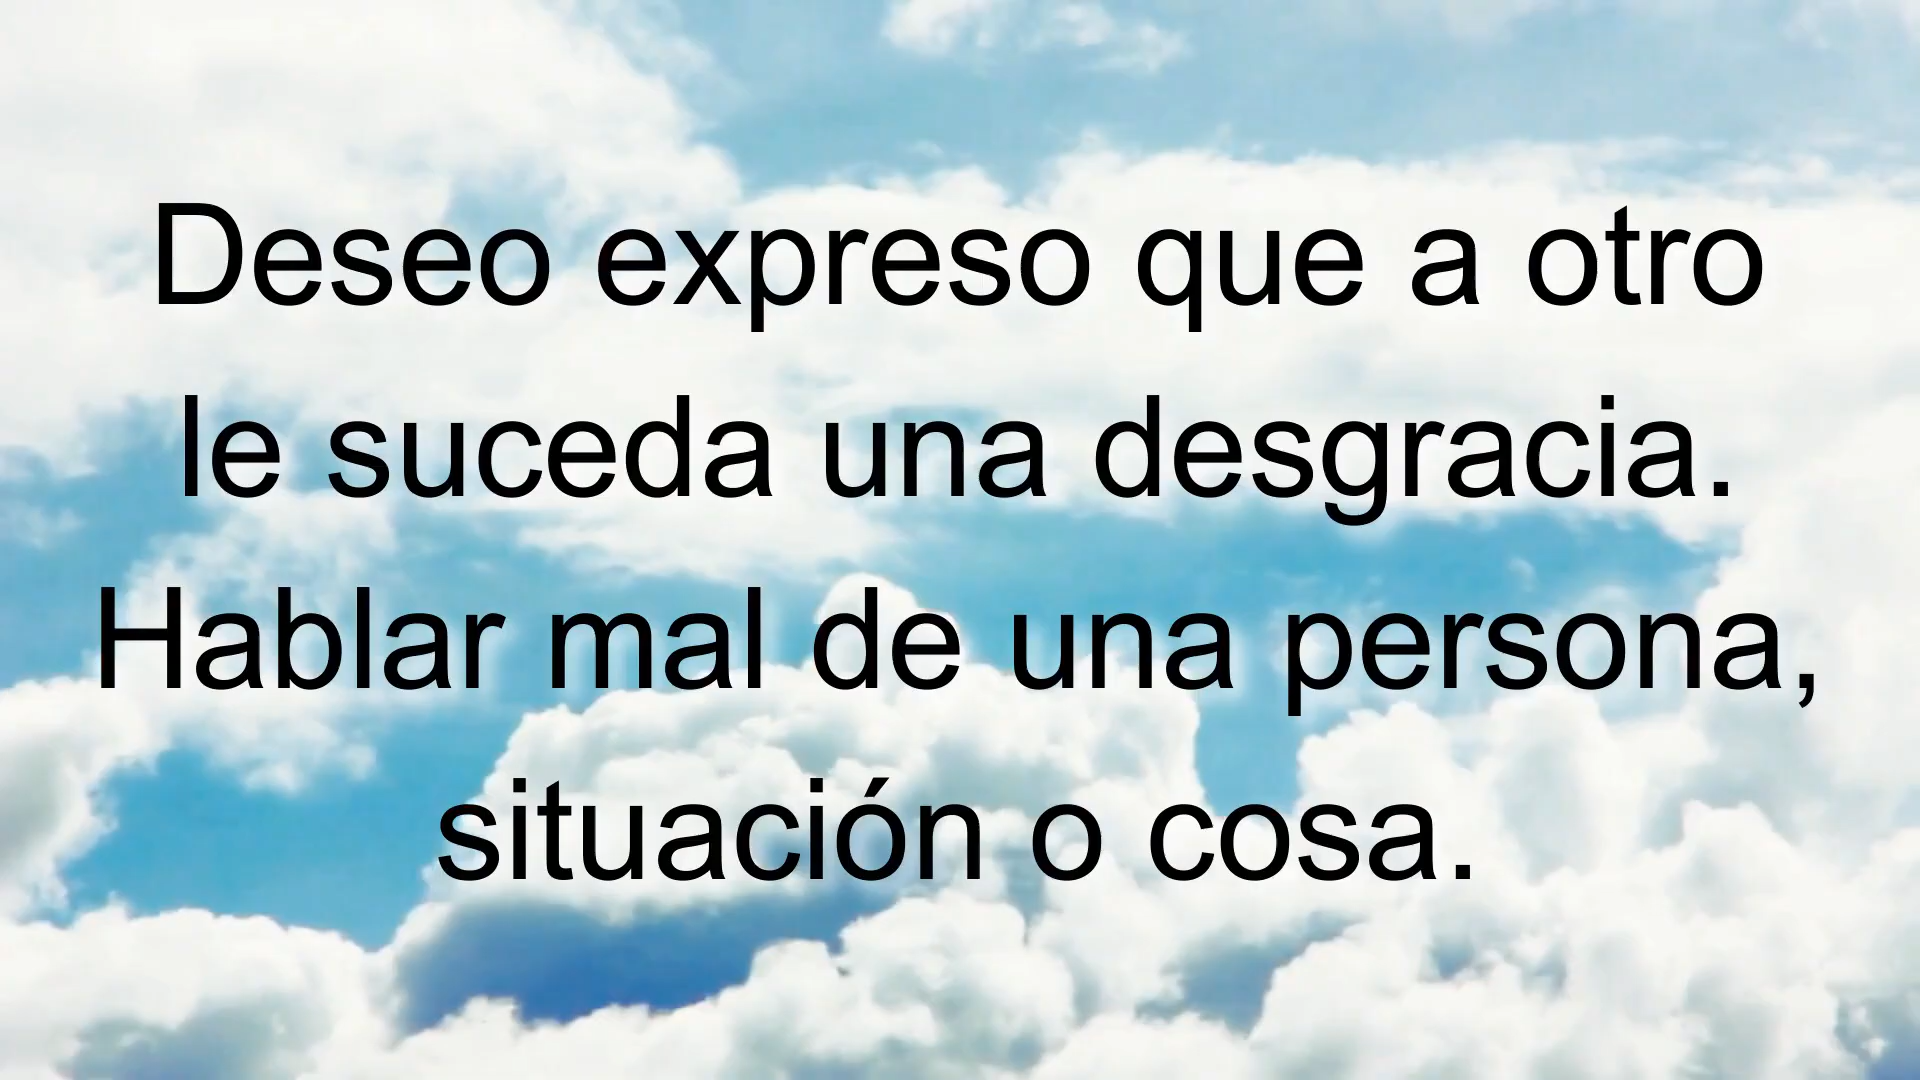 Deseo expreso que a otro
le suceda una desgracia.
Hablar mal de una persona,
situación o cosa.